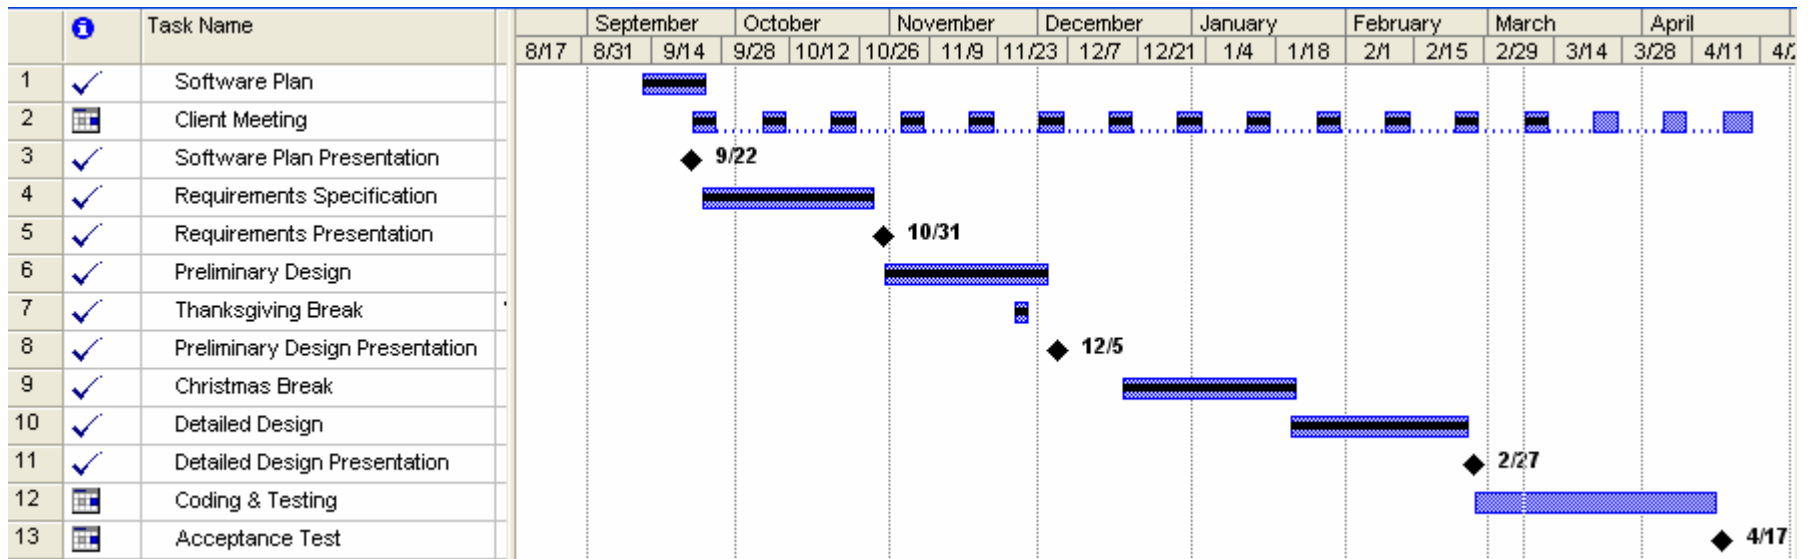 Task Name September October November December January February March April
8/17 8/31 9/14 9/28 10/12 10/26 11/9 11/23 12/7 12/21 1/4 1/18 2/1 2/15 2/29 3/14 3/28 4/11
1 Software Plan
2 Client Meeting
3 Software Plan Presentation 9/22
4 Requirements Specification
5 Requirements Presentation 10/31
6 Preliminary Design
7 Thanksgiving Break
8 Preliminary Design Presentation 12/5
9 Christmas Break
10 Detailed Design
11 Detailed Design Presentation 2/27
12 Coding & Testing
13 Acceptance Test 4/17